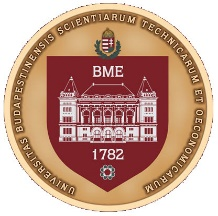 UNIVERSITAS BUDAPESTINENSIS SCIENTIARUM TECHNICARUM ET OECONOMICARUM
BME
1782